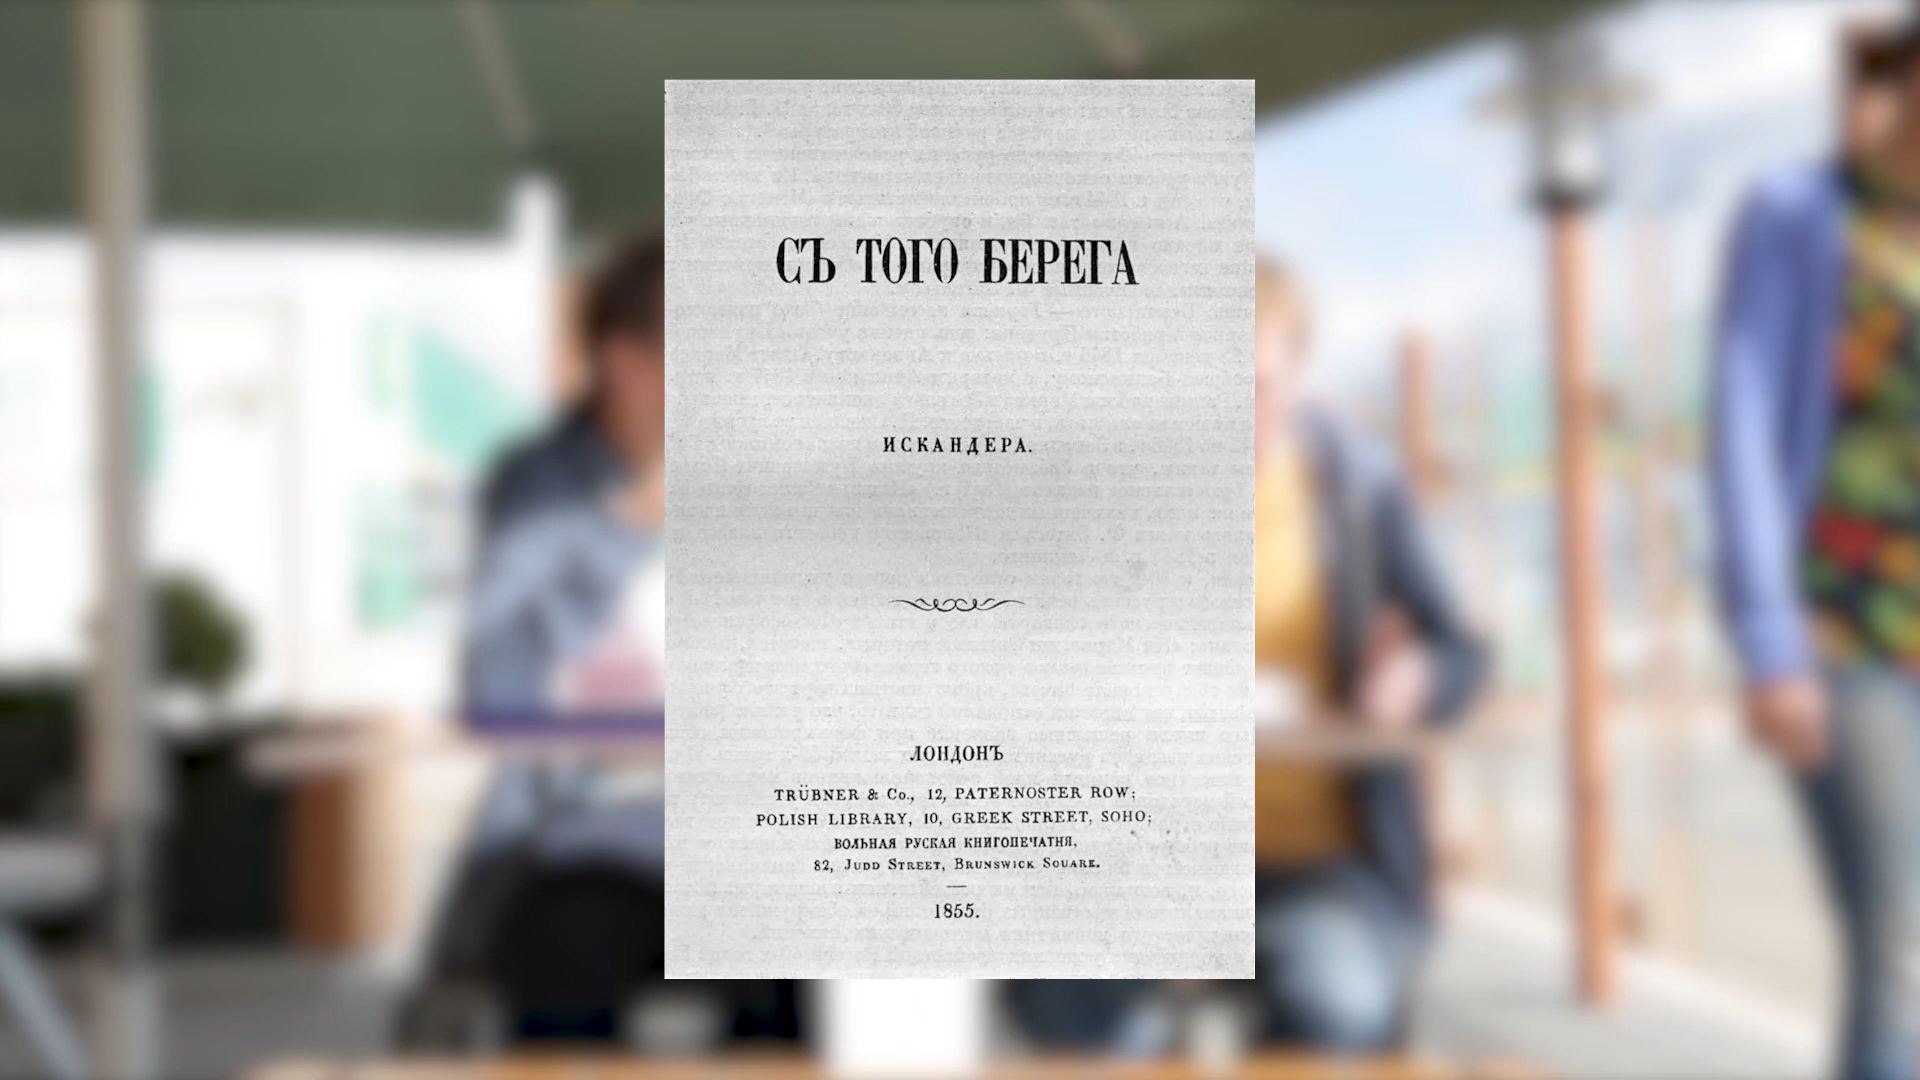 СЪ ТОГО БЕРЕГА
ИСКАНДЕРА.
ЛОНДОНЪ
TRÜBNER & Co., 12, PATERNOSTER ROW;
POLISH LIBRARY, 10, GREEK STREET, SOHO;
ВОЛЬНАЯ РУСКАЯ КНИГОПЕЧАТНЯ,
82, JUDD STREET, BRUNSWICK SQUARE.
1855.